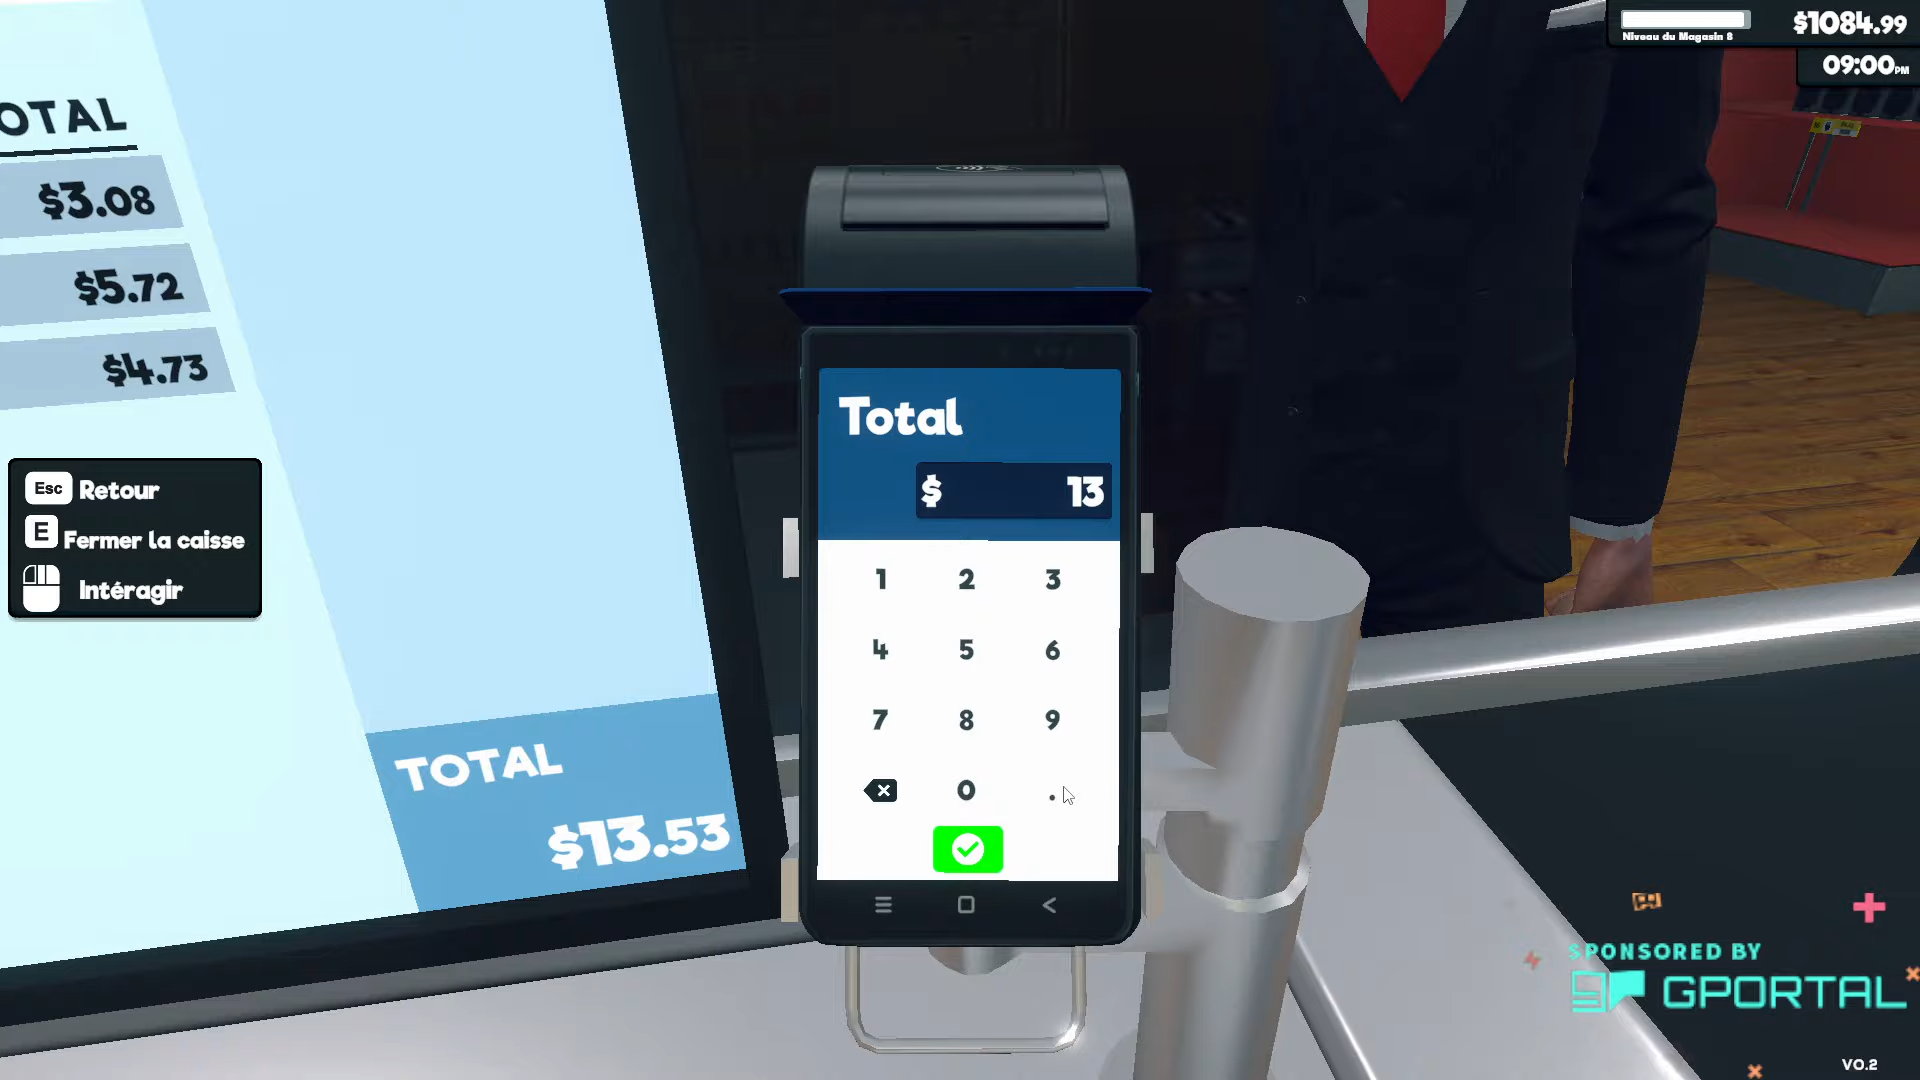 OTAL
$3.08
$5.72
$4.73
TOTAL
$13.53
Esc Retour
E Fermer la caisse
Intéragir
Total
$ 13
1 2 3
4 5 6
7 8 9
0 .
Niveau du Magasin 8
$1084.99
09:00PM
SPONSORED BY
GPORTAL
V0.2